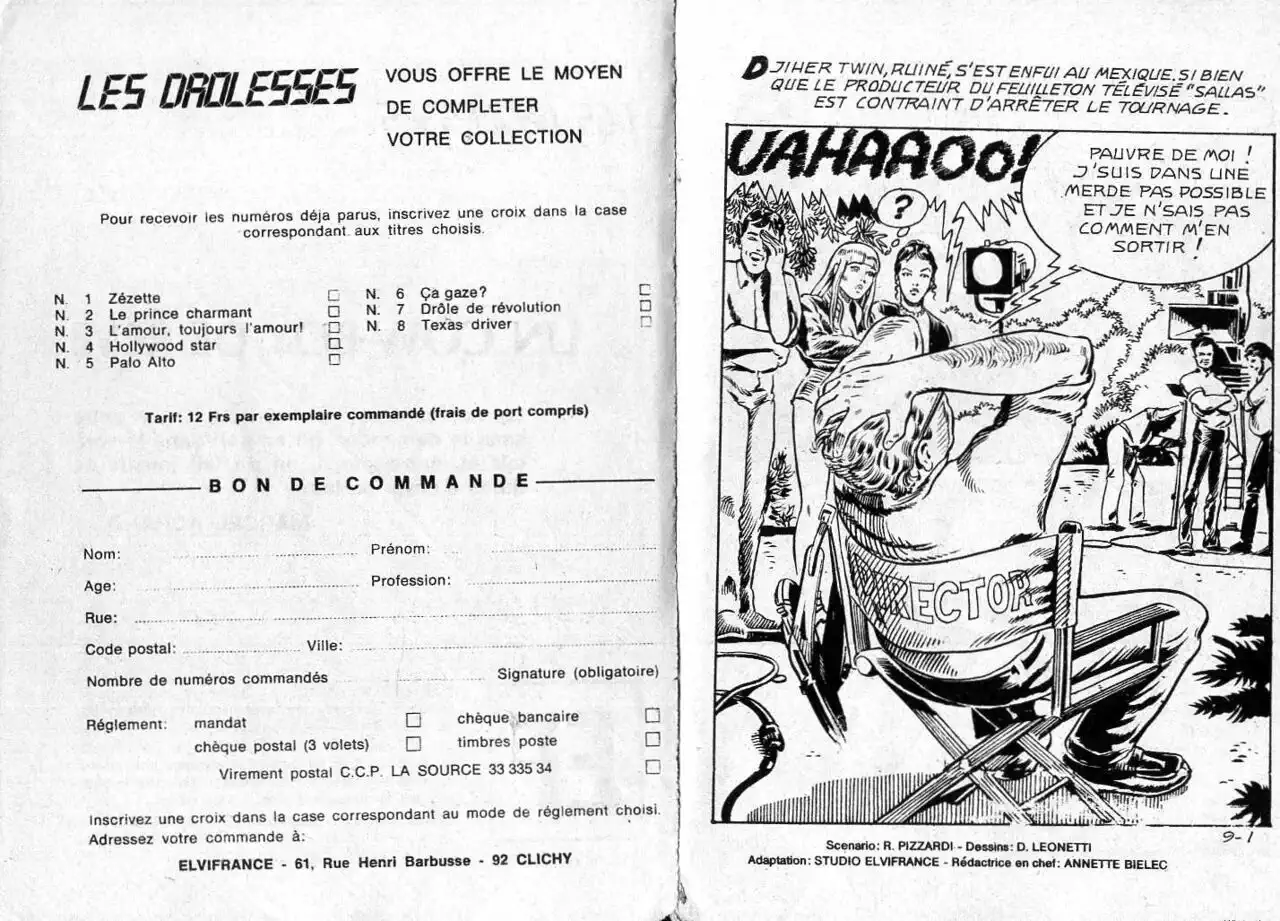 LES DROLESSES
VOUS OFFRE LE MOYEN
DE COMPLETER
VOTRE COLLECTION
Pour recevoir les numéros déja parus, inscrivez une croix dans la case
correspondant aux titres choisis.
N. 1 Zézette
N. 2 Le prince charmant
N. 3 L'amour, toujours l'amour!
N. 4 Hollywood star
N. 5 Palo Alto
N. 6 Ça gaze?
N. 7 Drôle de révolution
N. 8 Texas driver
Tarif: 12 Frs par exemplaire commandé (frais de port compris)
BON DE COMMANDE
Nom: Prénom:
Age: Profession:
Rue:
Code postal: Ville:
Nombre de numéros commandés Signature (obligatoire)
Réglement: mandat chèque bancaire
chèque postal (3 volets) timbres poste
Virement postal C.C.P. LA SOURCE 33 335 34
Inscrivez une croix dans la case correspondant au mode de réglement choisi.
Adressez votre commande à:
ELVIFRANCE - 61, Rue Henri Barbusse - 92 CLICHY
DJIHER TWIN, RUINÉ, S'EST ENFUI AU MEXIQUE. SI BIEN
QUE LE PRODUCTEUR DU FEUILLETON TÉLÉVISÉ "SALLAS"
EST CONTRAINT D'ARRÊTER LE TOURNAGE.
UAHAAOO!
PAUVRE DE MOI !
J'SUIS DANS UNE
MERDE PAS POSSIBLE
ET JE N'SAIS PAS
COMMENT M'EN
SORTIR !
?
ECTOR
9-1
Scenario: R. PIZZARDI - Dessins: D. LEONETTI
Adaptation: STUDIO ELVIFRANCE - Rédactrice en chef: ANNETTE BIELEC